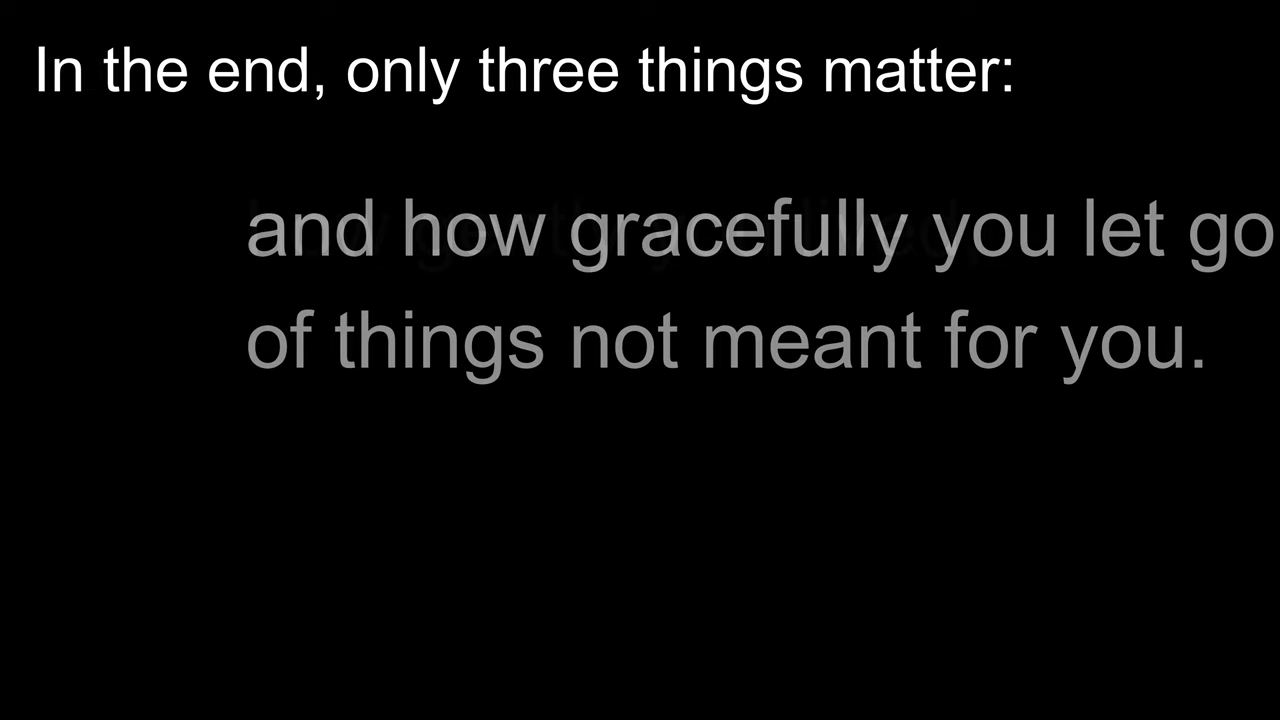 In the end, only three things matter:
and how gracefully you let go
of things not meant for you.